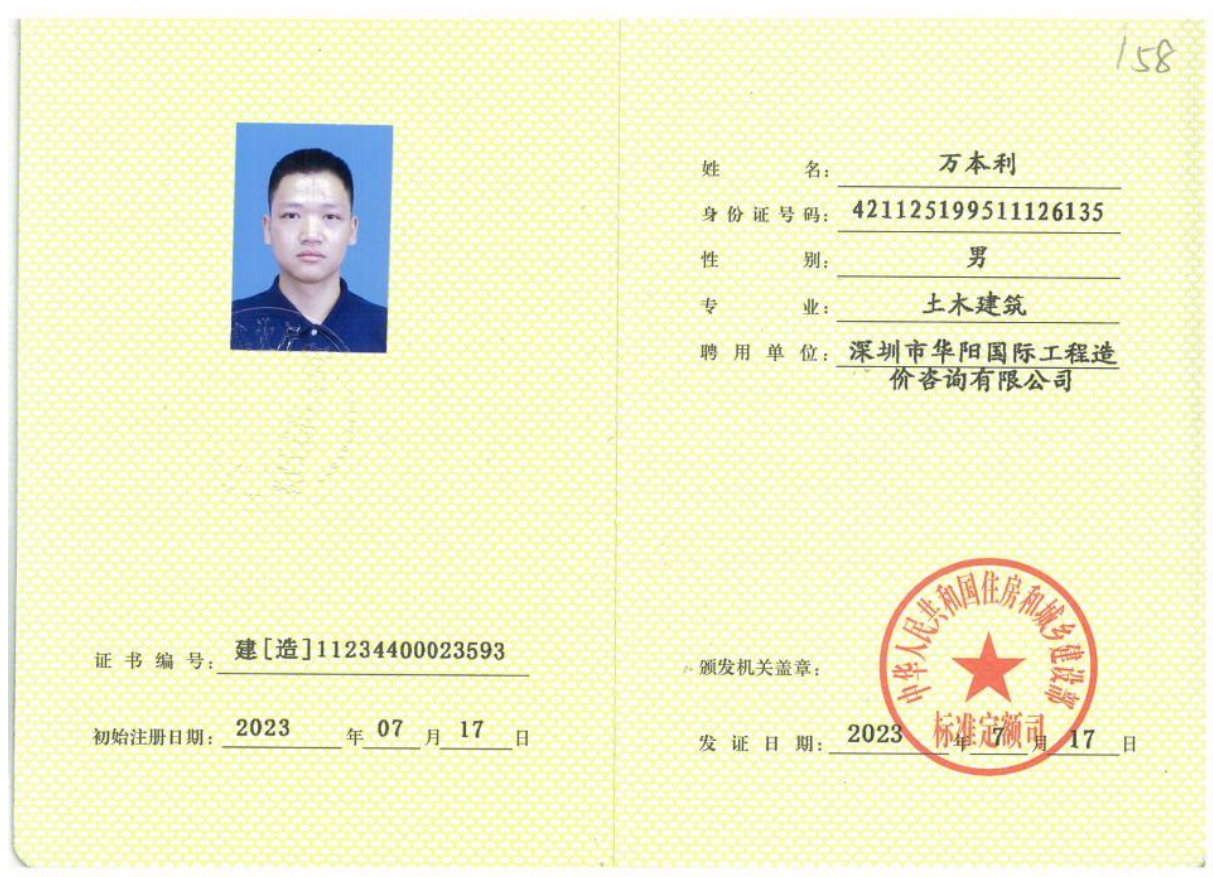 158
姓名: 万本利
身份证号码: 421125199511126135
性别: 男
专业: 土木建筑
聘用单位: 深圳市华阳国际工程造
价咨询有限公司
证书编号: 建[造]11234400023593
初始注册日期: 2023 年 07 月 17 日
颁发机关盖章:
中华人民共和国住房和城乡建设部
标准定额司
发证日期: 2023 年 7 月 17 日